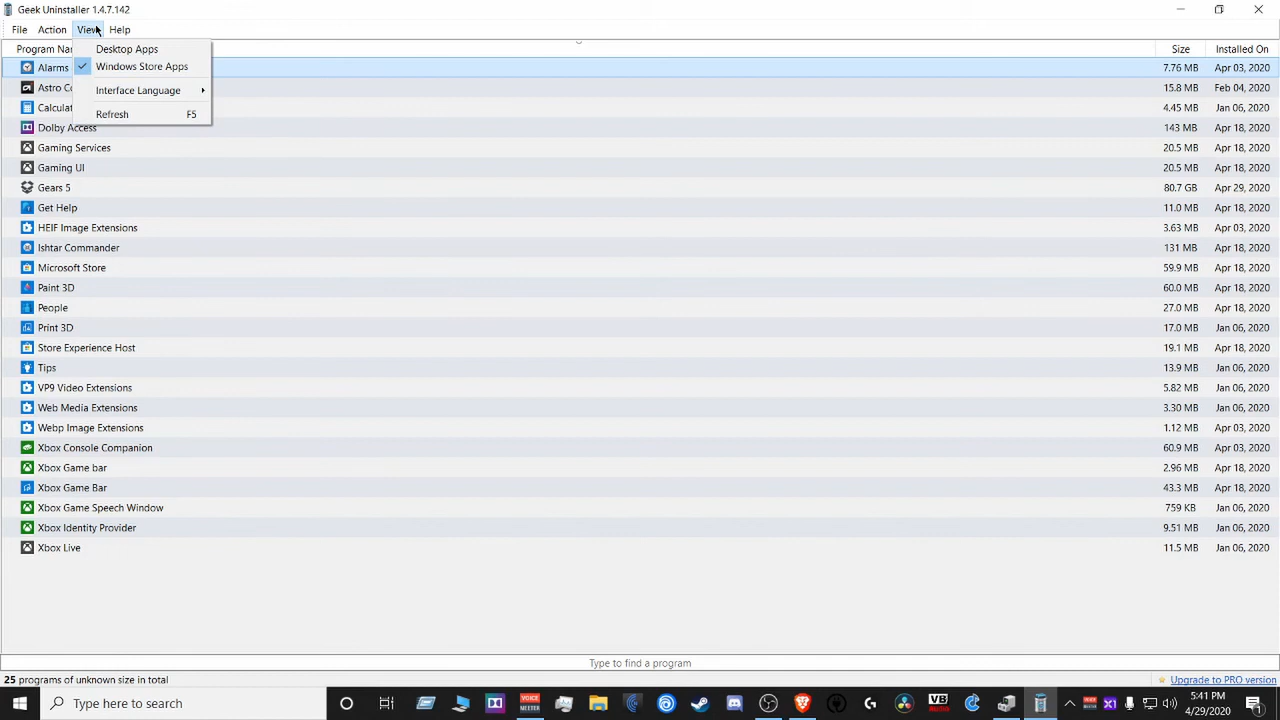 Geek Uninstaller 1.4.7.142
File Action View Help
Program Na Size Installed On
Desktop Apps
Windows Store Apps
Interface Language
Refresh F5
Alarms 7.76 MB Apr 03, 2020
Astro Co 15.8 MB Feb 04, 2020
Calculat 4.45 MB Jan 06, 2020
Dolby Access 143 MB Apr 18, 2020
Gaming Services 20.5 MB Apr 18, 2020
Gaming UI 20.5 MB Apr 18, 2020
Gears 5 80.7 GB Apr 29, 2020
Get Help 11.0 MB Apr 18, 2020
HEIF Image Extensions 3.63 MB Apr 03, 2020
Ishtar Commander 131 MB Apr 18, 2020
Microsoft Store 59.9 MB Apr 18, 2020
Paint 3D 60.0 MB Apr 18, 2020
People 27.0 MB Apr 18, 2020
Print 3D 17.0 MB Jan 06, 2020
Store Experience Host 19.1 MB Apr 18, 2020
Tips 13.9 MB Jan 06, 2020
VP9 Video Extensions 5.82 MB Jan 06, 2020
Web Media Extensions 3.30 MB Jan 06, 2020
Webp Image Extensions 1.12 MB Apr 03, 2020
Xbox Console Companion 60.9 MB Apr 03, 2020
Xbox Game bar 2.96 MB Apr 18, 2020
Xbox Game Bar 43.3 MB Apr 18, 2020
Xbox Game Speech Window 759 KB Jan 06, 2020
Xbox Identity Provider 9.51 MB Jan 06, 2020
Xbox Live 11.5 MB Jan 06, 2020
Type to find a program
25 programs of unknown size in total Upgrade to PRO version
Type here to search VOICE MEETER VB X1 5:41 PM
4/29/2020